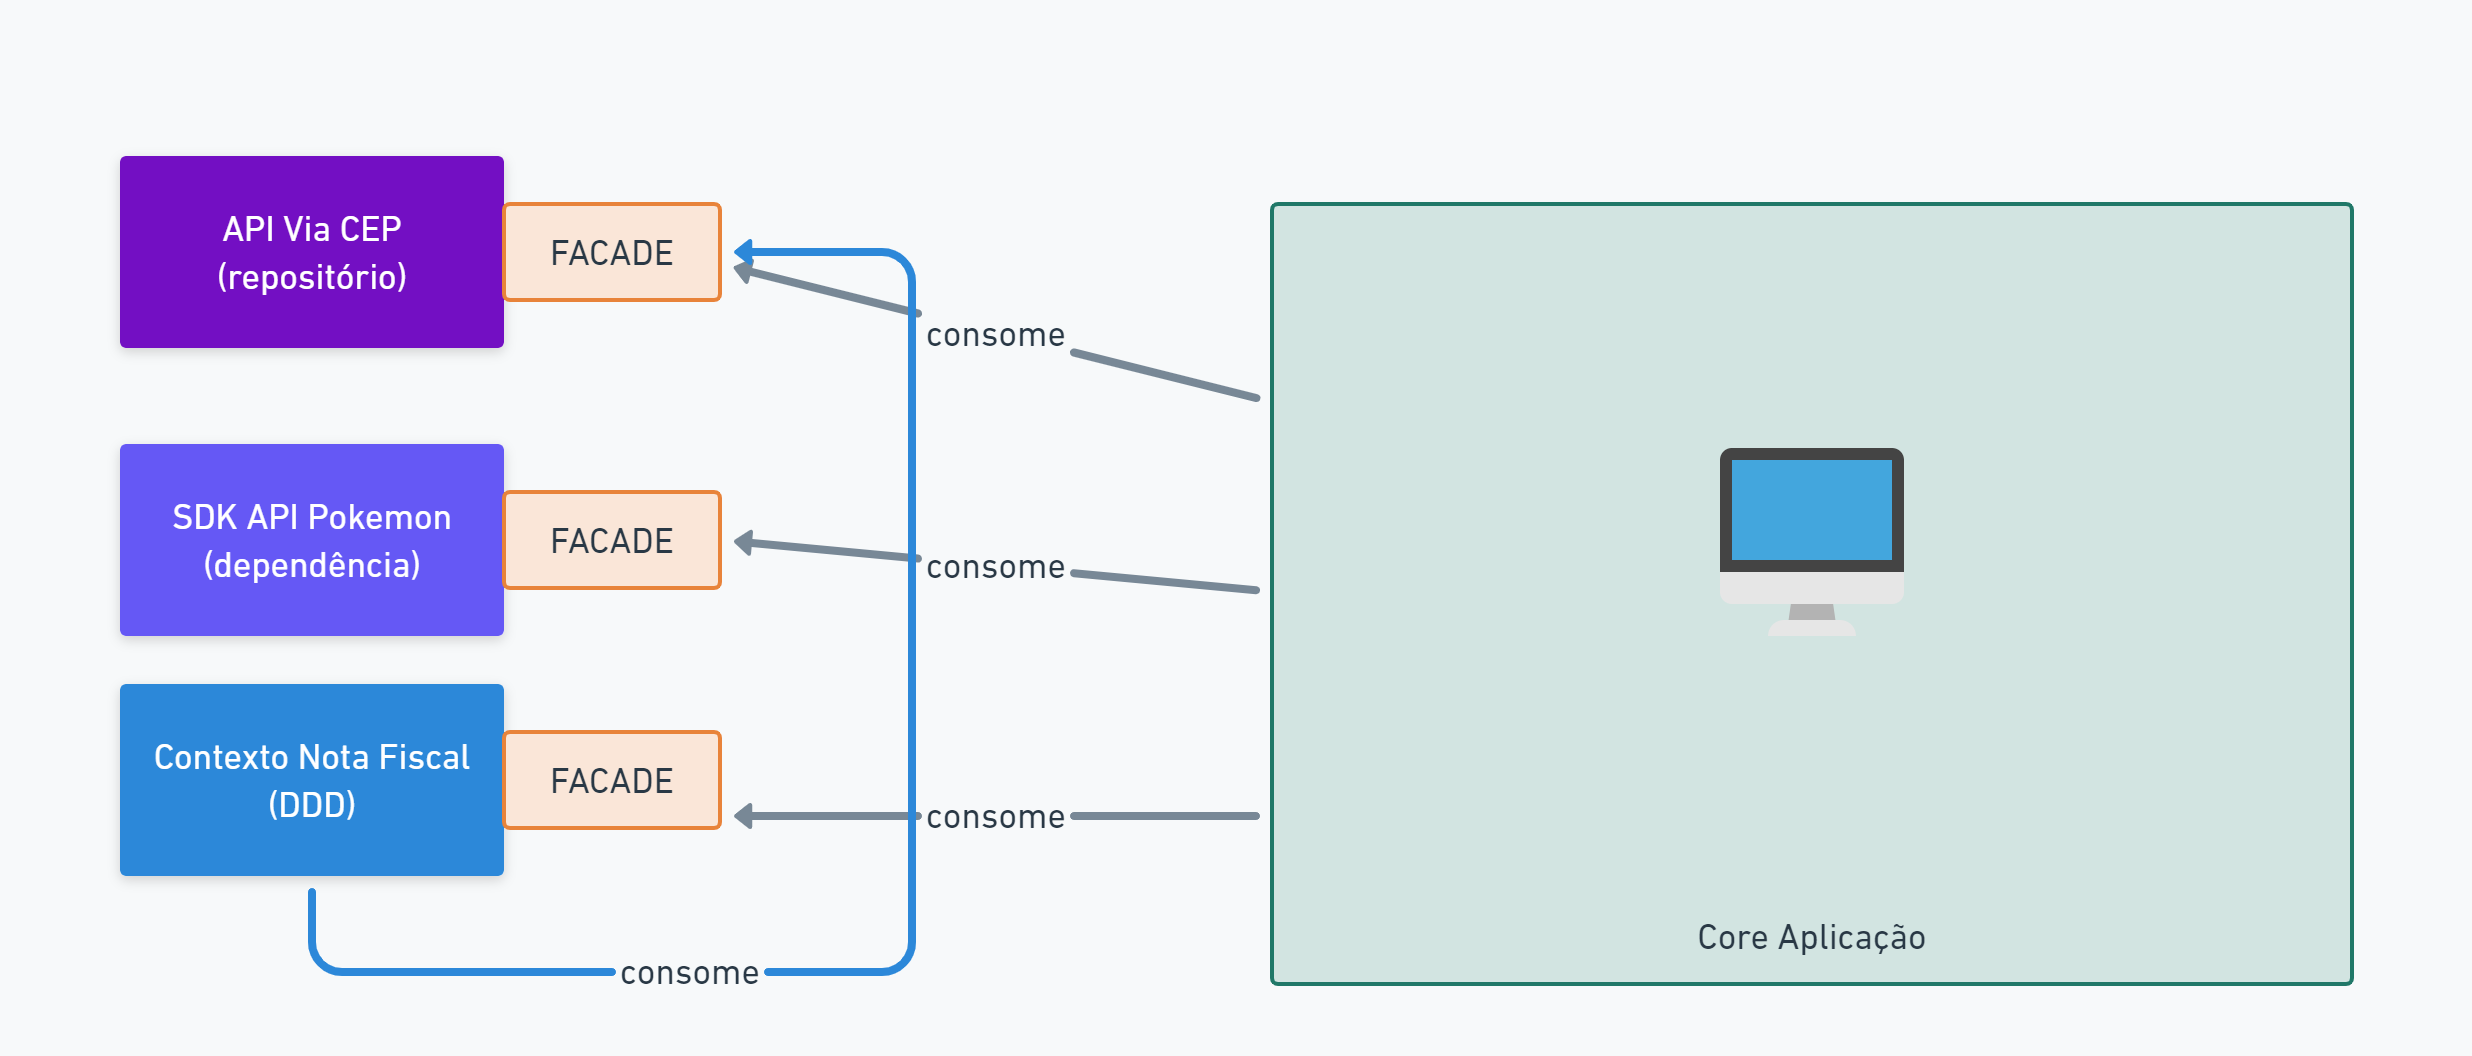 API Via CEP
(repositório)
FACADE
consome
SDK API Pokemon
(dependência)
FACADE
consome
Contexto Nota Fiscal
(DDD)
FACADE
consome
consome
Core Aplicação